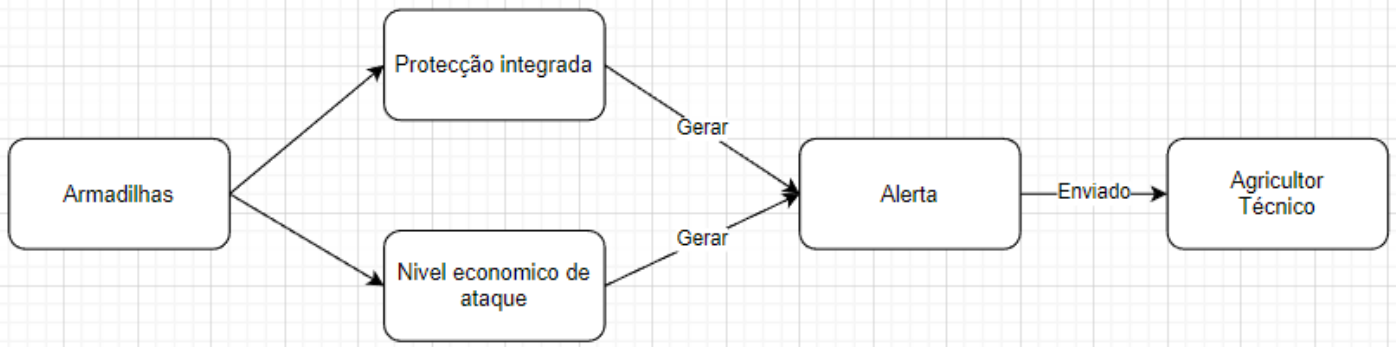 Protecção integrada
Gerar
Armadilhas
Alerta
Enviado
Agricultor
Técnico
Gerar
Nivel economico de
ataque